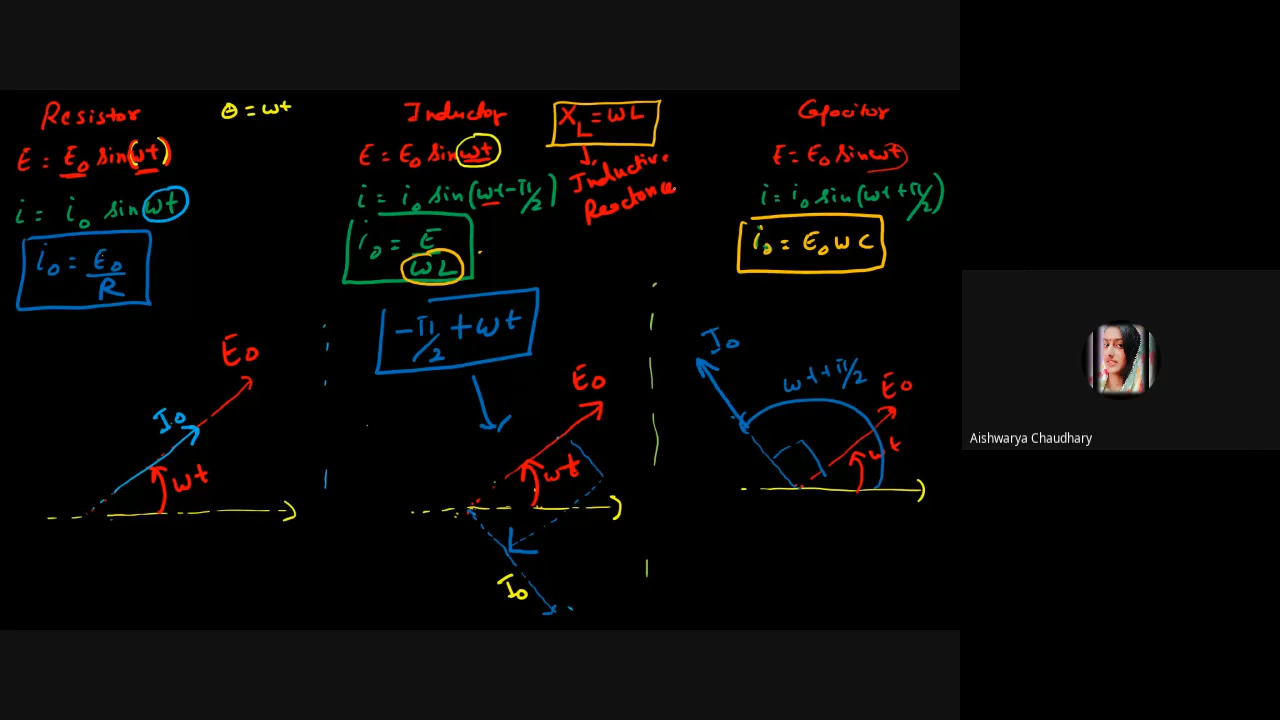 Resistor
θ = ωt
E = E₀ sin(ωt)
i = i₀ sin ωt
i₀ = E₀/R
E₀
I₀
ωt
Inductor
X_L = ωL
Inductive
Reactance
E = E₀ sin ωt
i = i₀ sin(ωt - π/2)
i₀ = E/ωL
-π/2 + ωt
E₀
ωt
I₀
Capacitor
E = E₀ sin ωt)
i = i₀ sin(ωt + π/2)
i₀ = E₀ ω C
I₀
ωt + π/2
E₀
ωt
Aishwarya Chaudhary